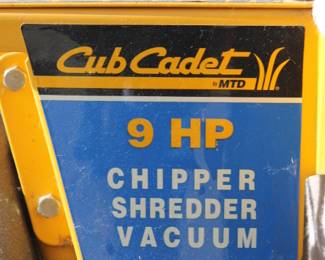 Cub Cadet
by MTD
9 HP
CHIPPER
SHREDDER
VACUUM